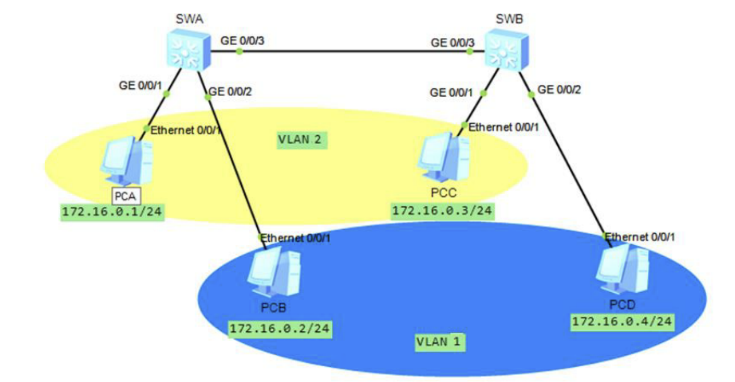 SWA
SWB
GE 0/0/3
GE 0/0/3
GE 0/0/1
GE 0/0/2
GE 0/0/1
GE 0/0/2
Ethernet 0/0/1
VLAN 2
Ethernet 0/0/1
PCA
PCC
172.16.0.1/24
172.16.0.3/24
Ethernet 0/0/1
Ethernet 0/0/1
PCB
PCD
172.16.0.2/24
172.16.0.4/24
VLAN 1